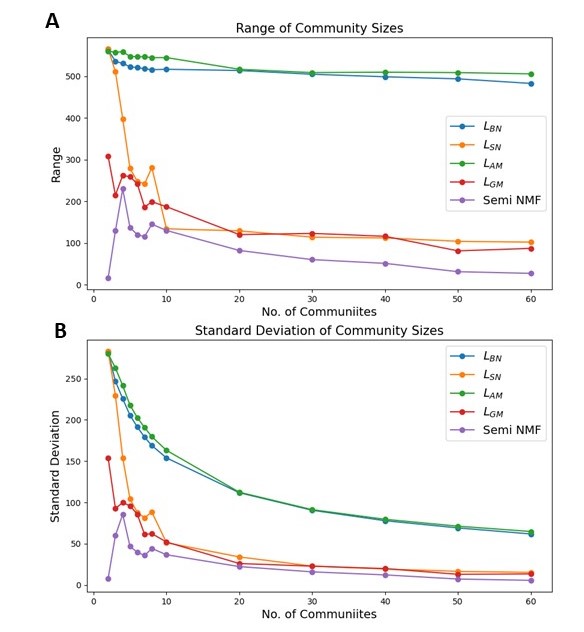 A
Range of Community Sizes
Range
500
400
300
200
100
0
L_BN
L_SN
L_AM
L_GM
Semi NMF
0 10 20 30 40 50 60
No. of Communiites
B
Standard Deviation of Community Sizes
Standard Deviation
250
200
150
100
50
0
L_BN
L_SN
L_AM
L_GM
Semi NMF
0 10 20 30 40 50 60
No. of Communiites